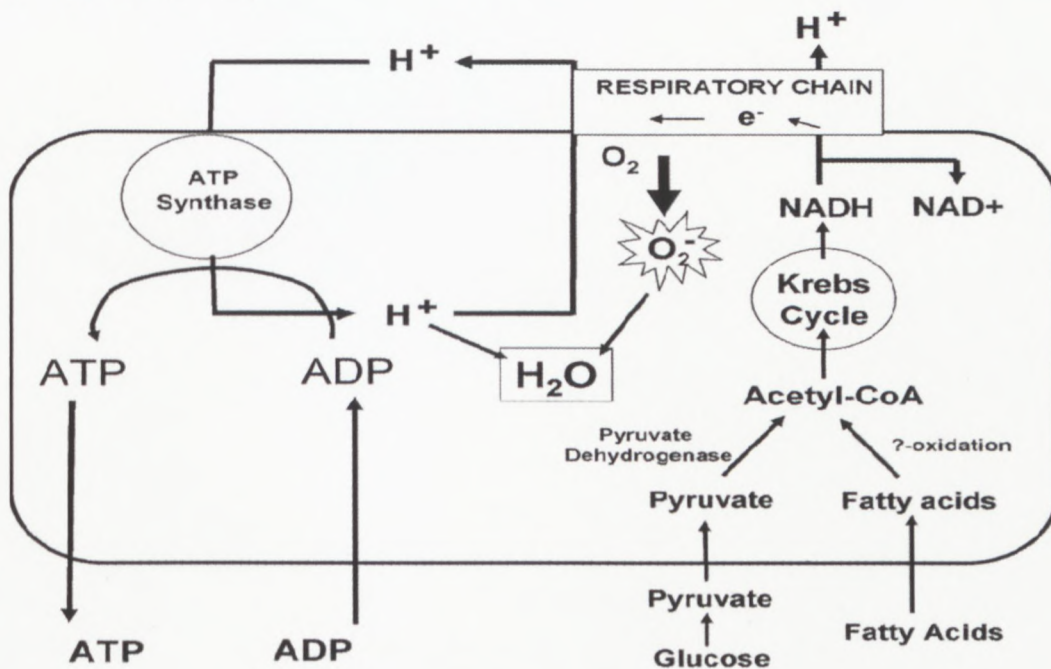 H+
H+
RESPIRATORY CHAIN
e-
O2
ATP
Synthase
NADH
NAD+
O2-
Krebs
Cycle
H+
ATP
ADP
H2O
Acetyl-CoA
Pyruvate
Dehydrogenase
?-oxidation
Pyruvate
Fatty acids
ATP
ADP
Pyruvate
Glucose
Fatty Acids